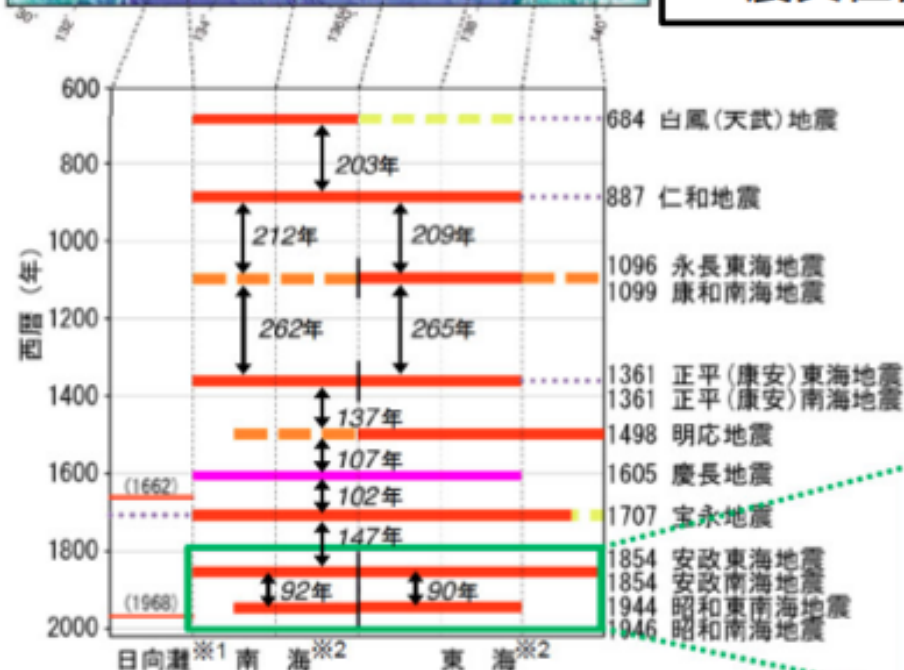 132°
134°
136°
138°
140°
600
684 白鳳(天武)地震
203年
800
887 仁和地震
212年
209年
1000
1096 永長東海地震
1099 康和南海地震
1200
西暦(年)
262年
265年
1361 正平(康安)東海地震
1361 正平(康安)南海地震
1400
137年
1498 明応地震
107年
1600
1605 慶長地震
(1662)
102年
1707 宝永地震
147年
1800
1854 安政東海地震
1854 安政南海地震
92年
90年
(1968)
1944 昭和東南海地震
1946 昭和南海地震
2000
日向灘※1 南 海※2 東 海※2